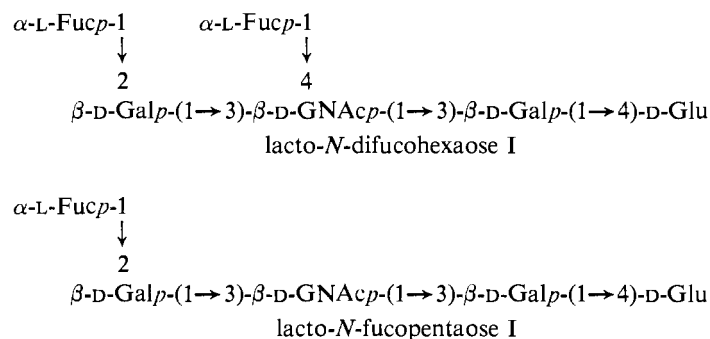 α-L-Fucp-1 α-L-Fucp-1
↓ ↓
2 4
β-D-Galp-(1→3)-β-D-GNAcp-(1→3)-β-D-Galp-(1→4)-D-Glu
lacto-N-difucohexaose I
α-L-Fucp-1
↓
2
β-D-Galp-(1→3)-β-D-GNAcp-(1→3)-β-D-Galp-(1→4)-D-Glu
lacto-N-fucopentaose I